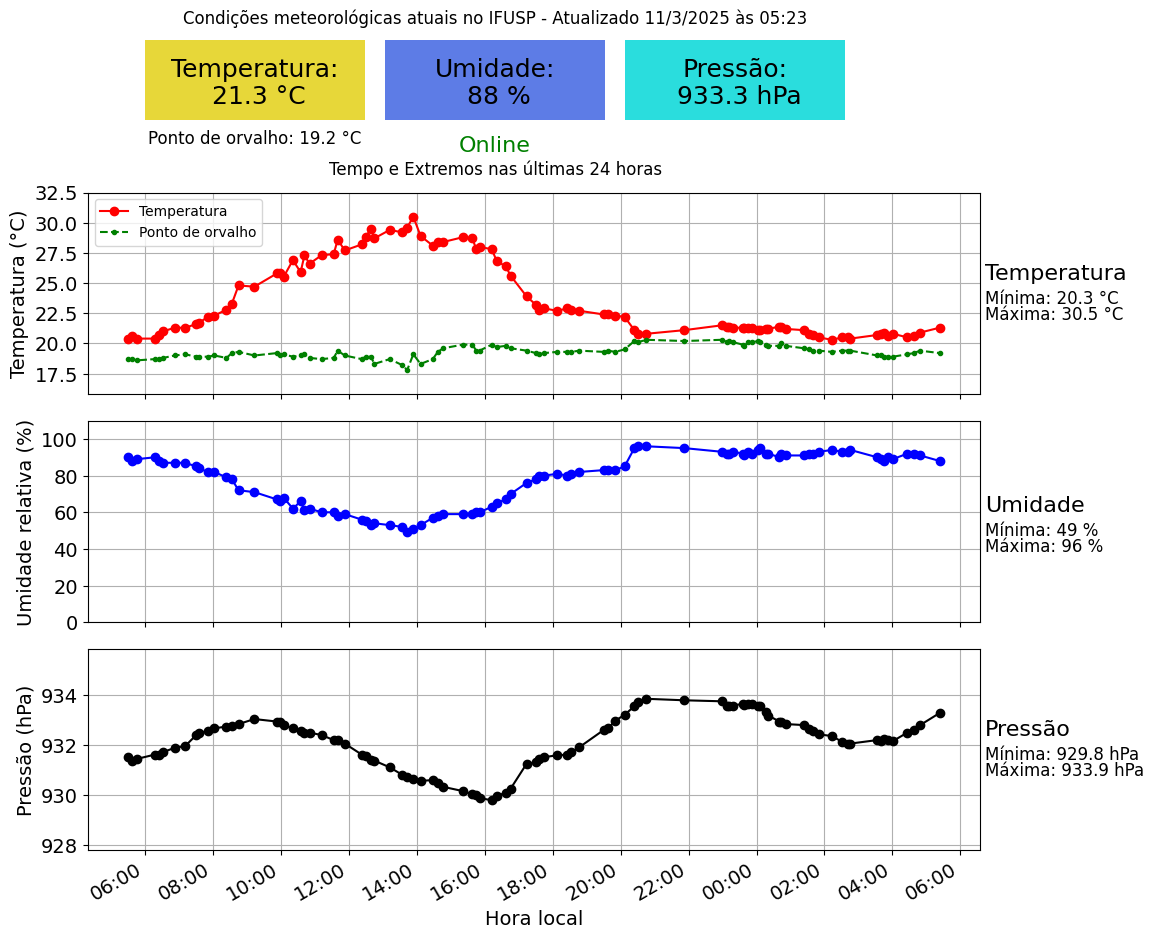 Condições meteorológicas atuais no IFUSP - Atualizado 11/3/2025 às 05:23
Temperatura:
21.3 °C
Umidade:
88 %
Pressão:
933.3 hPa
Ponto de orvalho: 19.2 °C
Online
Tempo e Extremos nas últimas 24 horas
Temperatura (°C)
32.5
30.0
27.5
25.0
22.5
20.0
17.5
Temperatura
Ponto de orvalho
Temperatura
Mínima: 20.3 °C
Máxima: 30.5 °C
Umidade relativa (%)
100
80
60
40
20
0
Umidade
Mínima: 49 %
Máxima: 96 %
Pressão (hPa)
934
932
930
928
Pressão
Mínima: 929.8 hPa
Máxima: 933.9 hPa
06:00
08:00
10:00
12:00
14:00
16:00
18:00
20:00
22:00
00:00
02:00
04:00
06:00
Hora local